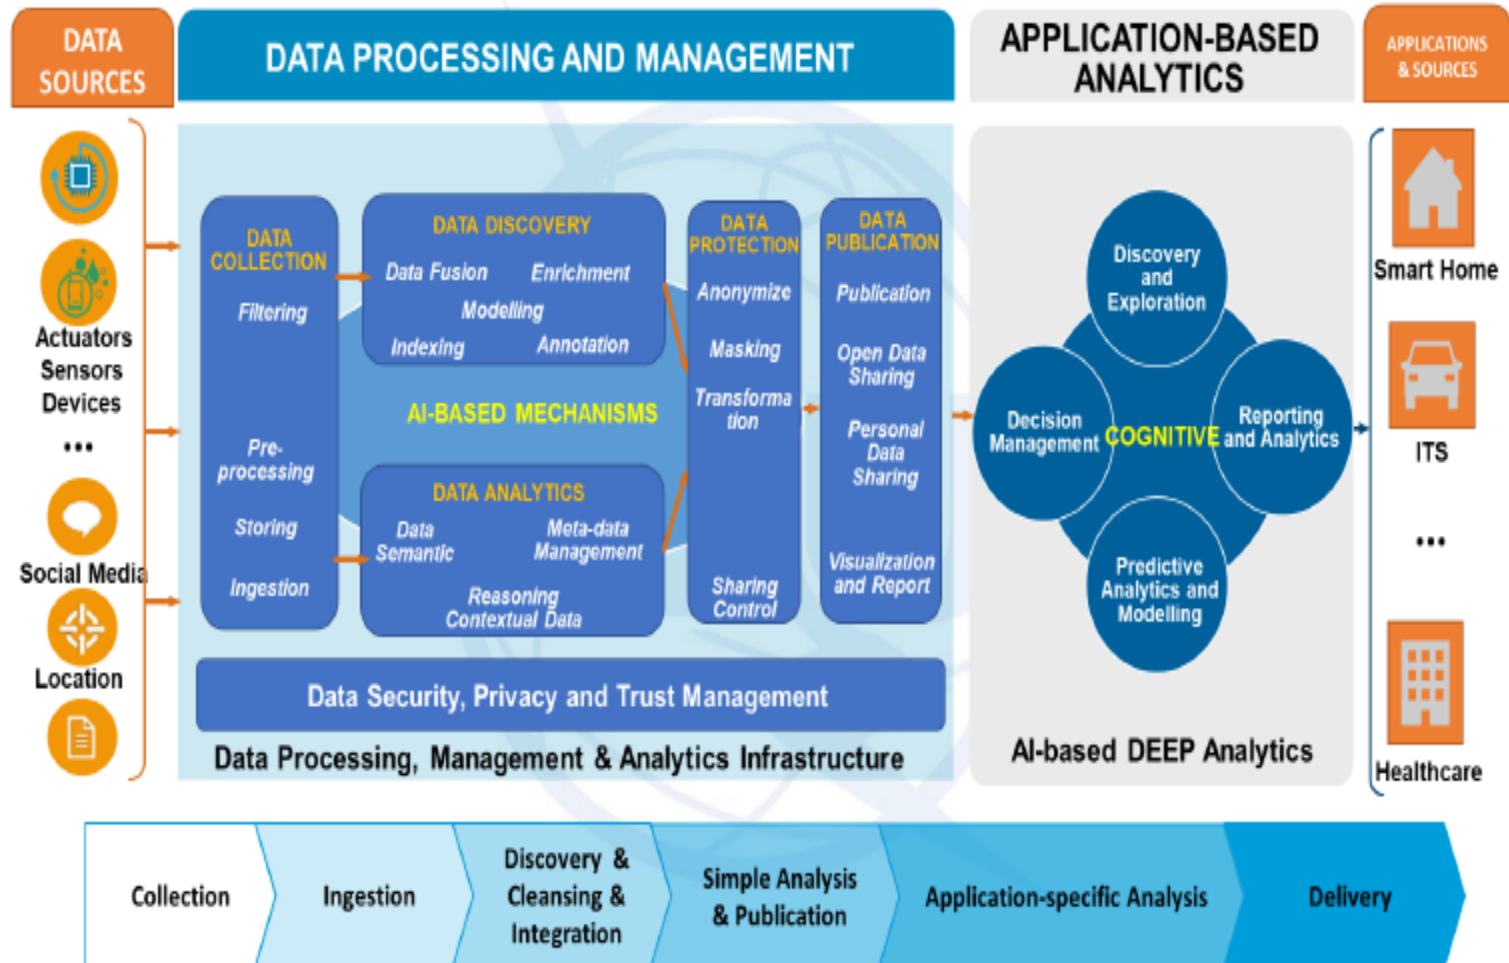 DATA
SOURCES
DATA PROCESSING AND MANAGEMENT
APPLICATION-BASED
ANALYTICS
APPLICATIONS
& SOURCES
Actuators
Sensors
Devices
...
Social Media
Location
DATA
COLLECTION
Filtering
Pre-
processing
Storing
Ingestion
DATA DISCOVERY
Data Fusion
Enrichment
Modelling
Indexing
Annotation
AI-BASED MECHANISMS
DATA ANALYTICS
Data
Semantic
Meta-data
Management
Reasoning
Contextual Data
DATA
PROTECTION
Anonymize
Masking
Transforma
tion
Sharing
Control
DATA
PUBLICATION
Publication
Open Data
Sharing
Personal
Data
Sharing
Visualization
and Report
Data Security, Privacy and Trust Management
Data Processing, Management & Analytics Infrastructure
Discovery
and
Exploration
Decision
Management
COGNITIVE
Reporting
and Analytics
Predictive
Analytics and
Modelling
AI-based DEEP Analytics
Smart Home
ITS
...
Healthcare
Collection
Ingestion
Discovery &
Cleansing &
Integration
Simple Analysis
& Publication
Application-specific Analysis
Delivery